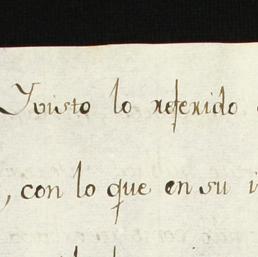 Y visto lo referido
, con lo que en su